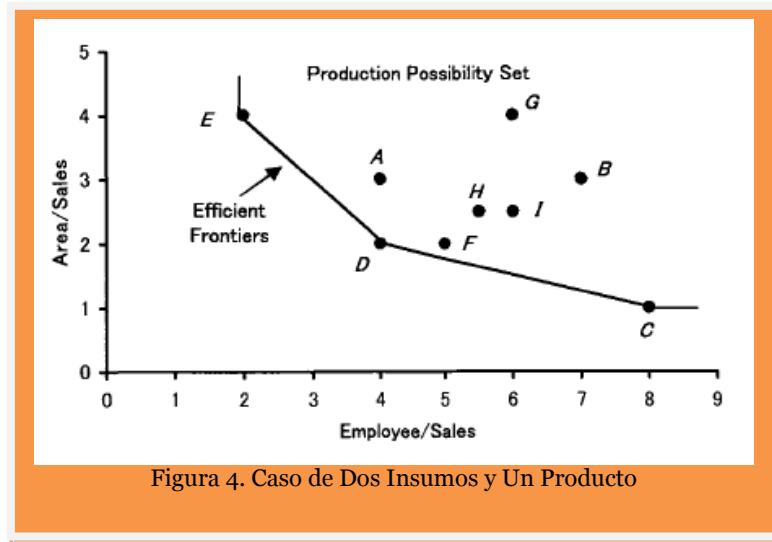 5
Production Possibility Set
G
4
E
A
B
3
H
I
Efficient
Frontiers
Area/Sales
2
F
D
1
C
0
0 1 2 3 4 5 6 7 8 9
Employee/Sales
Figura 4. Caso de Dos Insumos y Un Producto